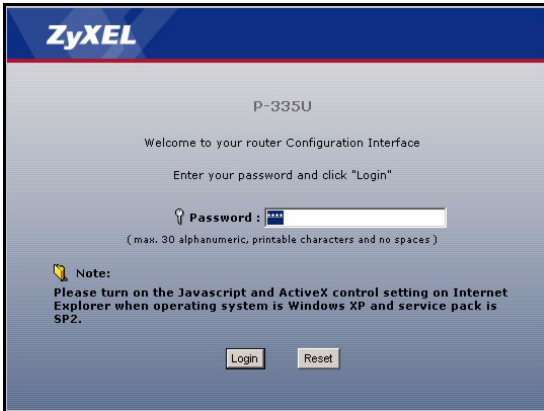 ZyXEL
P-335U
Welcome to your router Configuration Interface
Enter your password and click "Login"
Password : ****
( max. 30 alphanumeric, printable characters and no spaces )
Note:
Please turn on the Javascript and ActiveX control setting on Internet
Explorer when operating system is Windows XP and service pack is
SP2.
Login Reset